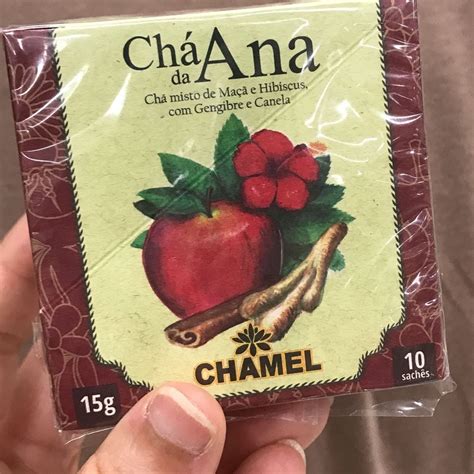 Chá da Ana
Chá misto de Maçã e Hibiscus,
com Gengibre e Canela
CHAMEL
15g
10
sachês